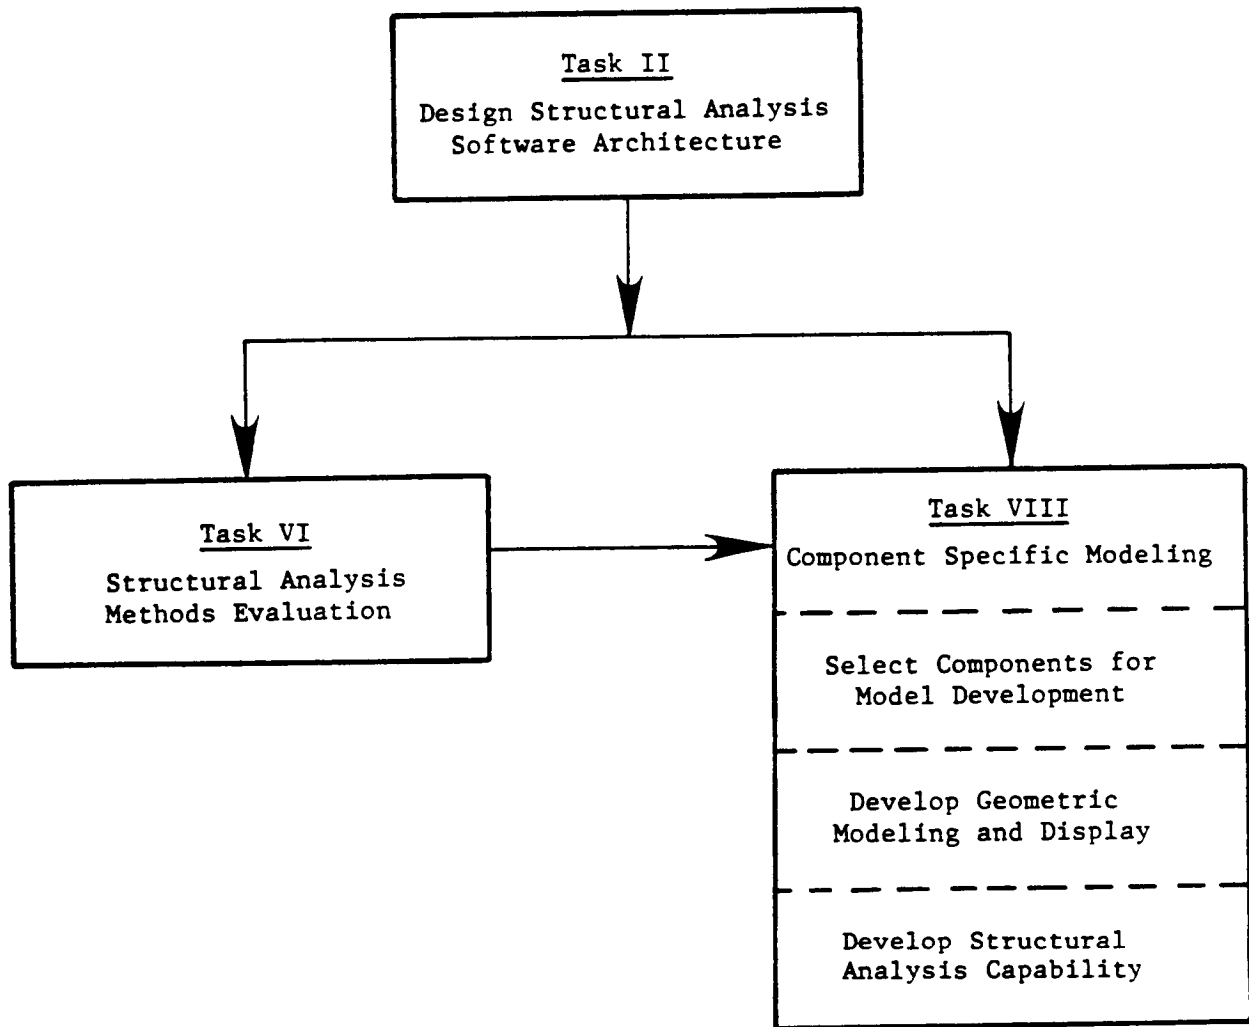 Task II
Design Structural Analysis
Software Architecture
Task VI
Structural Analysis
Methods Evaluation
Task VIII
Component Specific Modeling
Select Components for
Model Development
Develop Geometric
Modeling and Display
Develop Structural
Analysis Capability